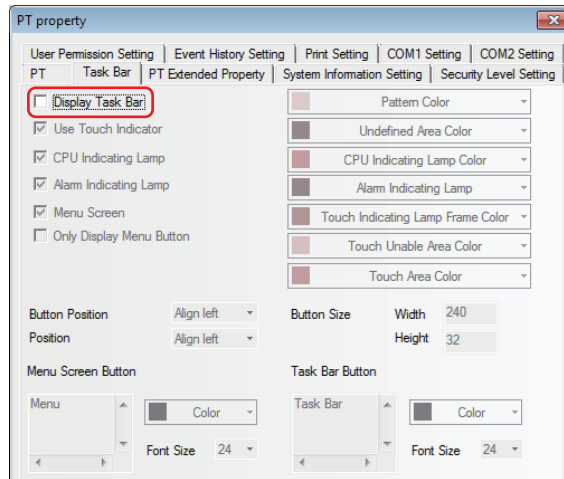 PT property
User Permission Setting Event History Setting Print Setting COM1 Setting COM2 Setting
PT Task Bar PT Extended Property System Information Setting Security Level Setting
Display Task Bar Pattern Color
Use Touch Indicator Undefined Area Color
CPU Indicating Lamp CPU Indicating Lamp Color
Alarm Indicating Lamp Alarm Indicating Lamp
Menu Screen Touch Indicating Lamp Frame Color
Only Display Menu Button Touch Unable Area Color
Touch Area Color
Button Position Align left Button Size Width 240
Position Align left Height 32
Menu Screen Button Task Bar Button
Menu Color Task Bar Color
Font Size 24 Font Size 24